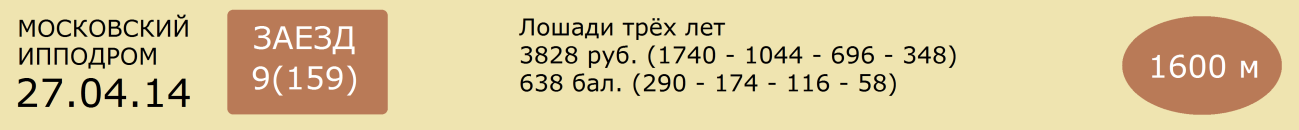 МОСКОВСКИЙ
ИППОДРОМ
27.04.14
ЗАЕЗД
9(159)
Лошади трёх лет
3828 руб. (1740 - 1044 - 696 - 348)
638 бал. (290 - 174 - 116 - 58)
1600 м